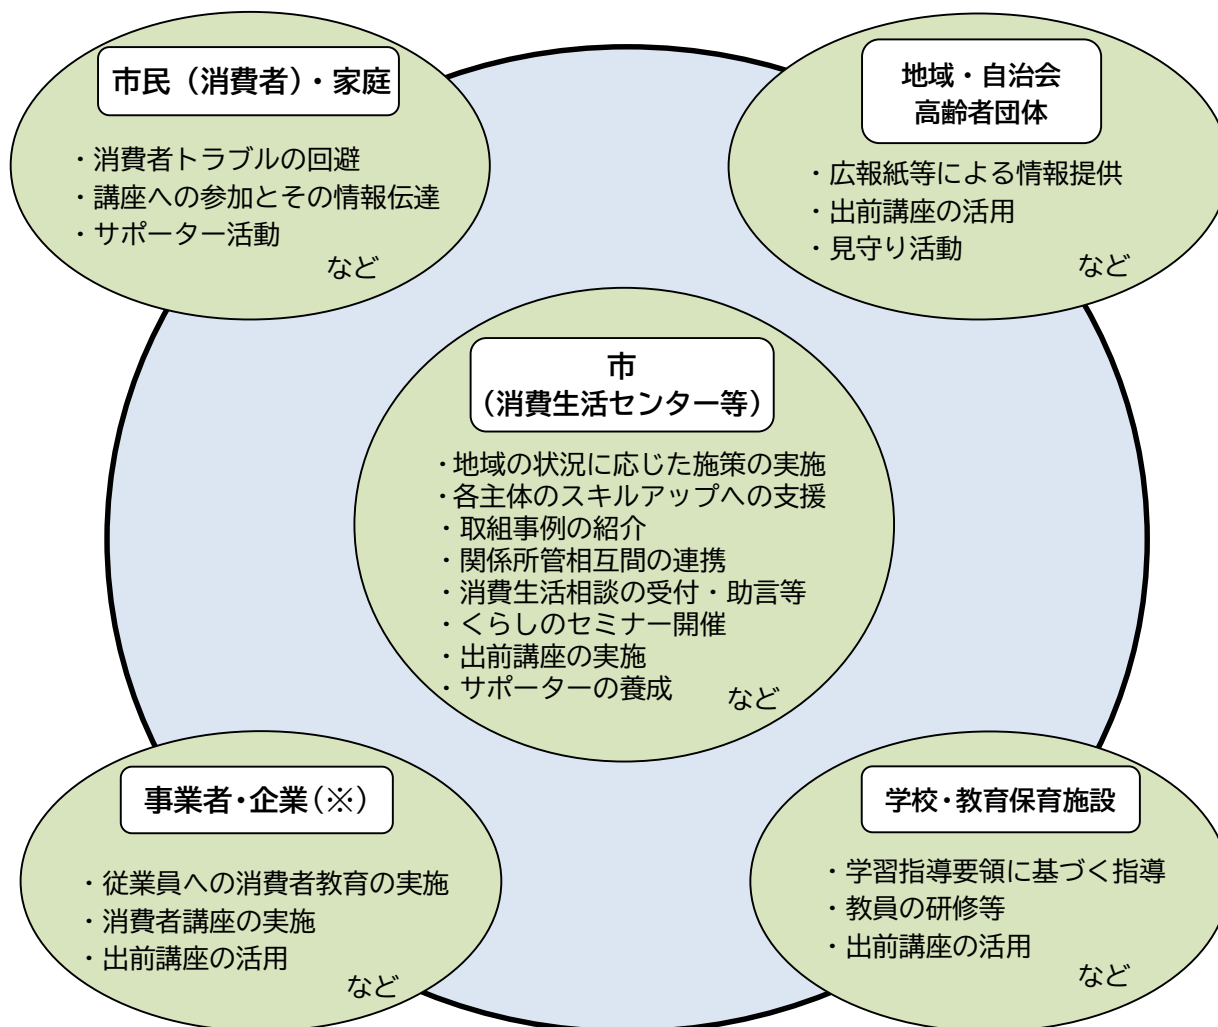 市民（消費者）・家庭
・消費者トラブルの回避
・講座への参加とその情報伝達
・サポーター活動
など
地域・自治会
高齢者団体
・広報紙等による情報提供
・出前講座の活用
・見守り活動
など
市
（消費生活センター等）
・地域の状況に応じた施策の実施
・各主体のスキルアップへの支援
・取組事例の紹介
・関係所管相互間の連携
・消費生活相談の受付・助言等
・くらしのセミナー開催
・出前講座の実施
・サポーターの養成
など
事業者・企業（※）
・従業員への消費者教育の実施
・消費者講座の実施
・出前講座の活用
など
学校・教育保育施設
・学習指導要領に基づく指導
・教員の研修等
・出前講座の活用
など